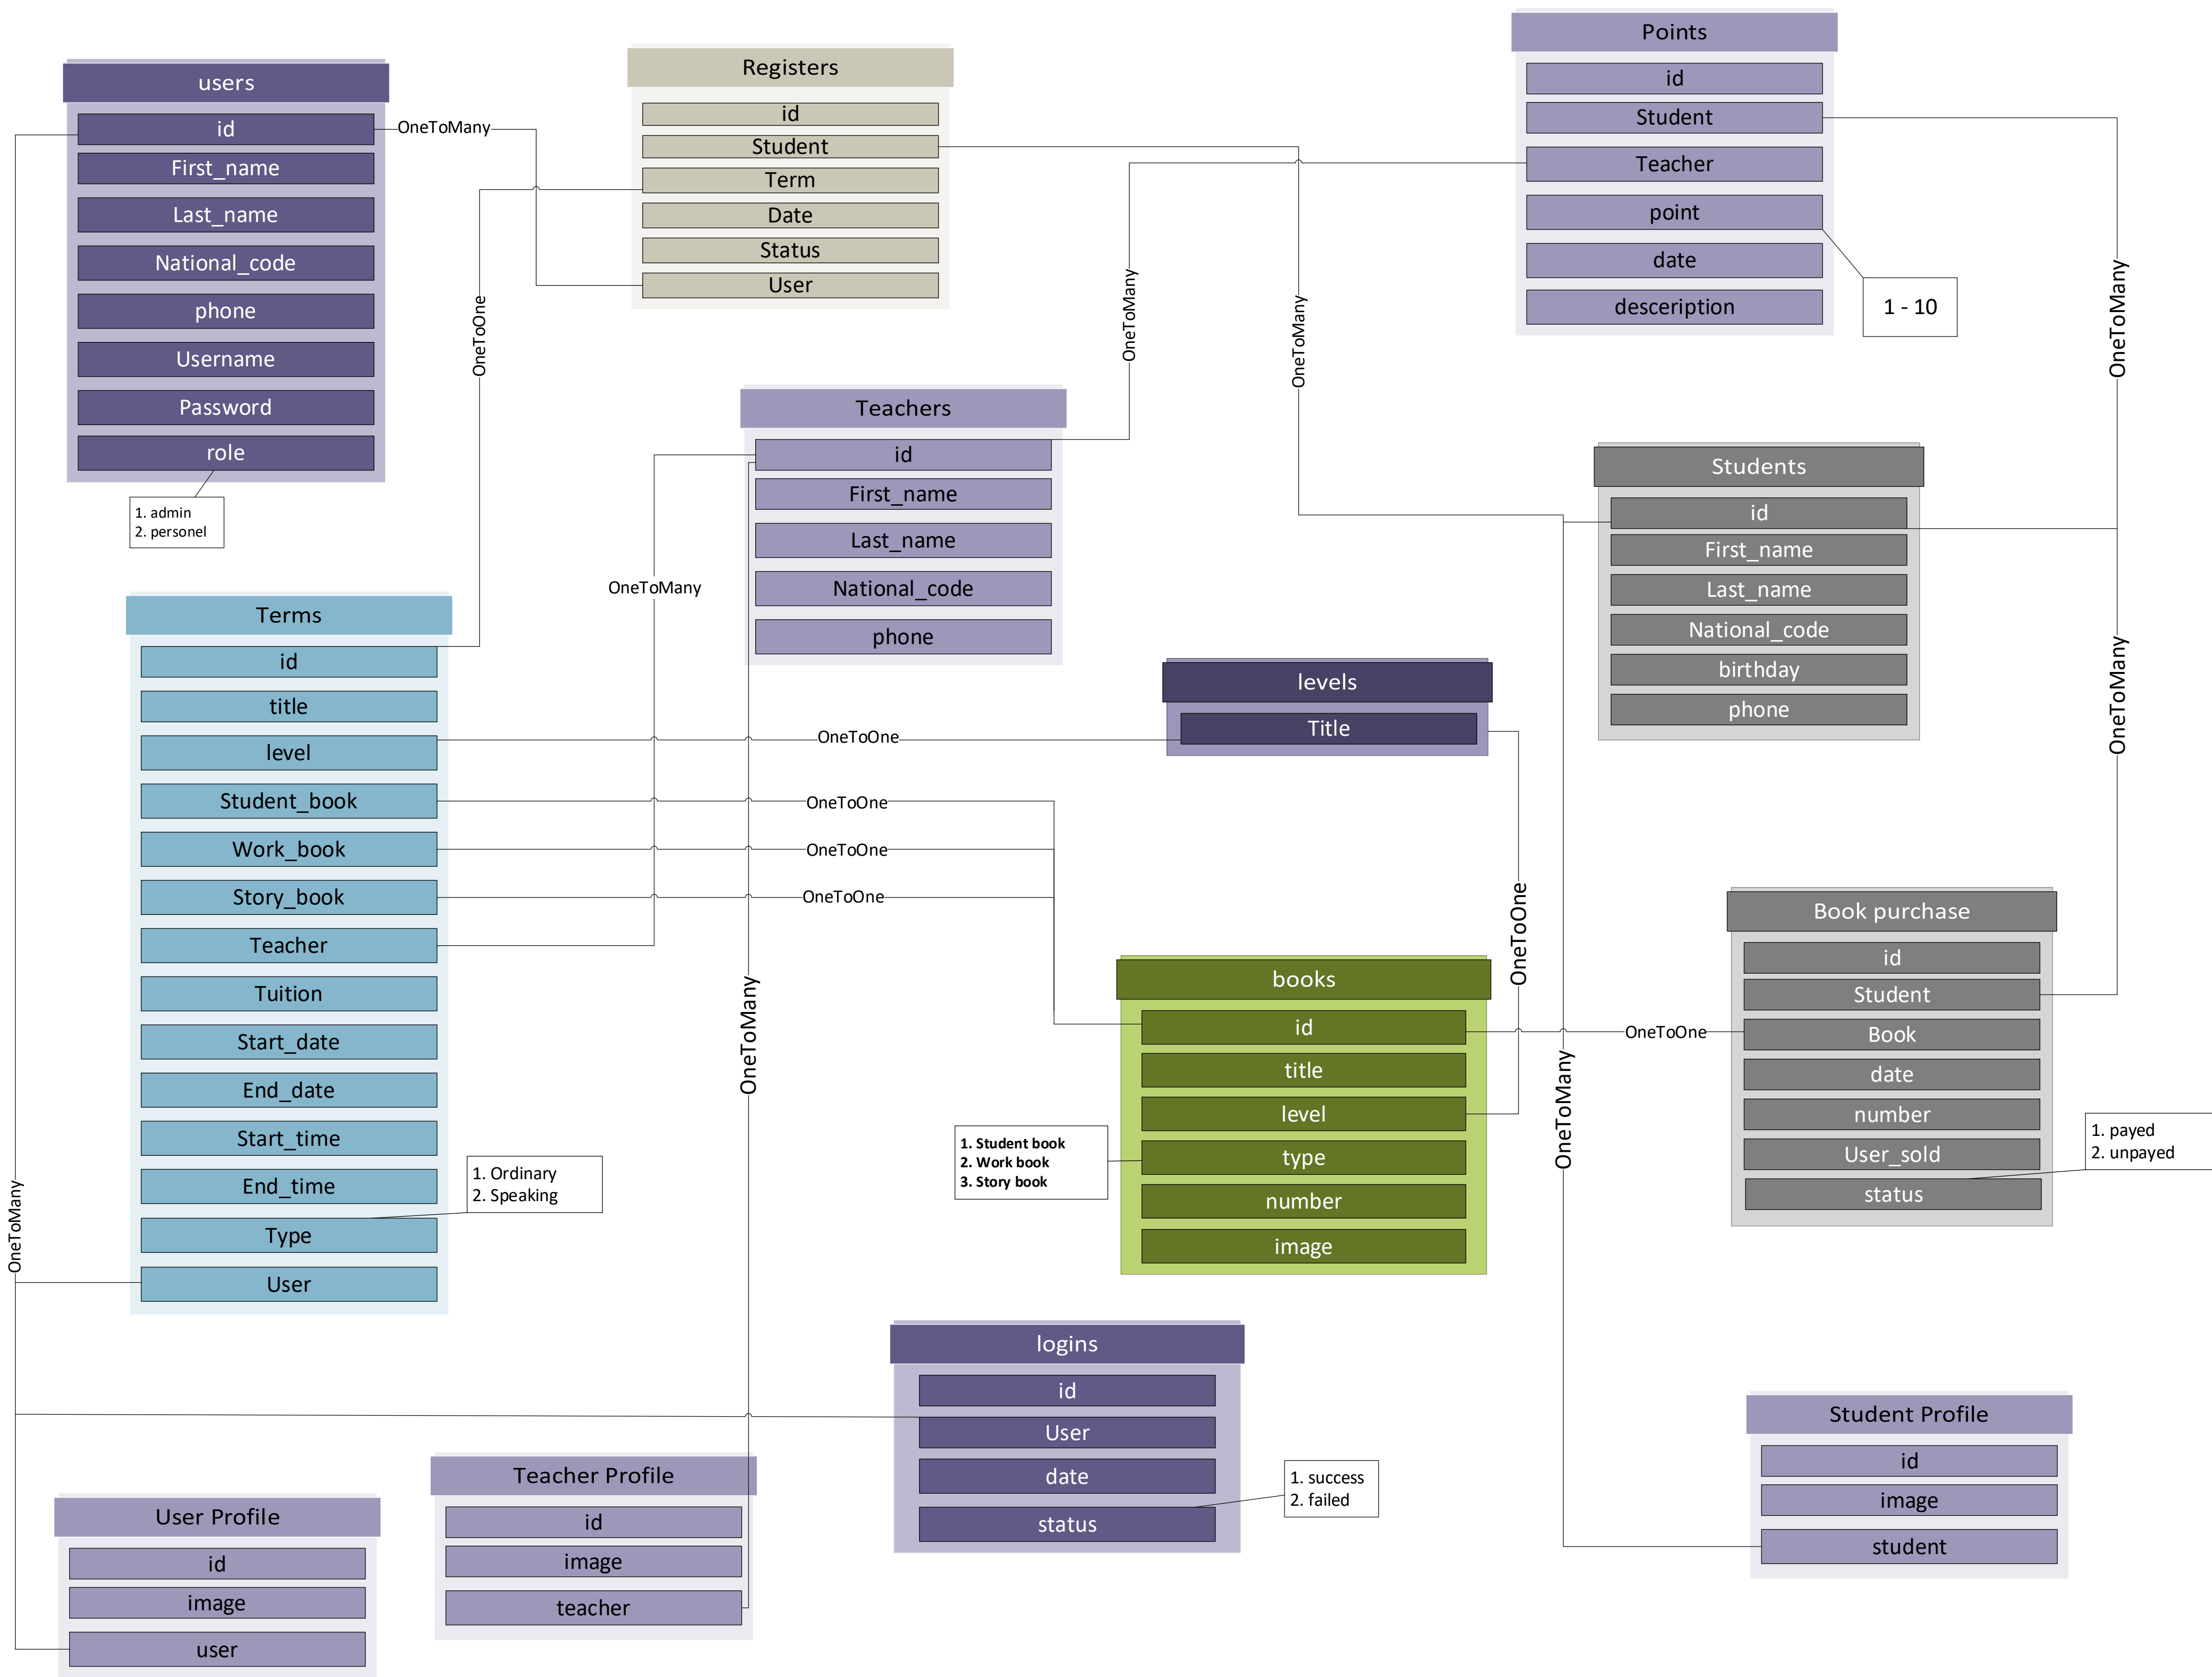 users
id
First_name
Last_name
National_code
phone
Username
Password
role
1. admin
2. personel
OneToMany
Registers
id
Student
Term
Date
Status
User
OneToOne
Points
id
Student
Teacher
point
date
desceription
1 - 10
OneToMany
OneToMany
OneToMany
Teachers
id
First_name
Last_name
National_code
phone
OneToMany
Students
id
First_name
Last_name
National_code
birthday
phone
OneToMany
Terms
id
title
level
Student_book
Work_book
Story_book
Teacher
Tuition
Start_date
End_date
Start_time
End_time
Type
User
1. Ordinary
2. Speaking
OneToMany
OneToOne
OneToOne
OneToOne
OneToOne
levels
Title
OneToOne
OneToMany
books
id
title
level
type
number
image
1. Student book
2. Work book
3. Story book
OneToOne
OneToMany
Book purchase
id
Student
Book
date
number
User_sold
status
1. payed
2. unpayed
logins
id
User
date
status
1. success
2. failed
User Profile
id
image
user
Teacher Profile
id
image
teacher
Student Profile
id
image
student